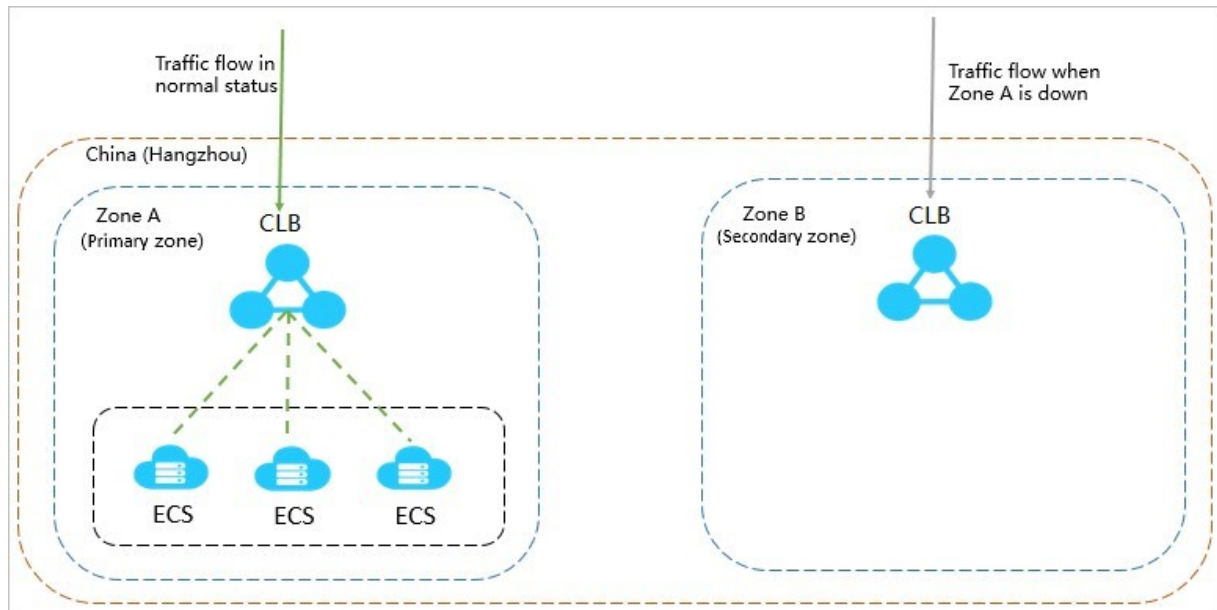 Traffic flow in
normal status
Traffic flow when
Zone A is down
China (Hangzhou)
Zone A
(Primary zone)
CLB
Zone B
(Secondary zone)
CLB
ECS
ECS
ECS